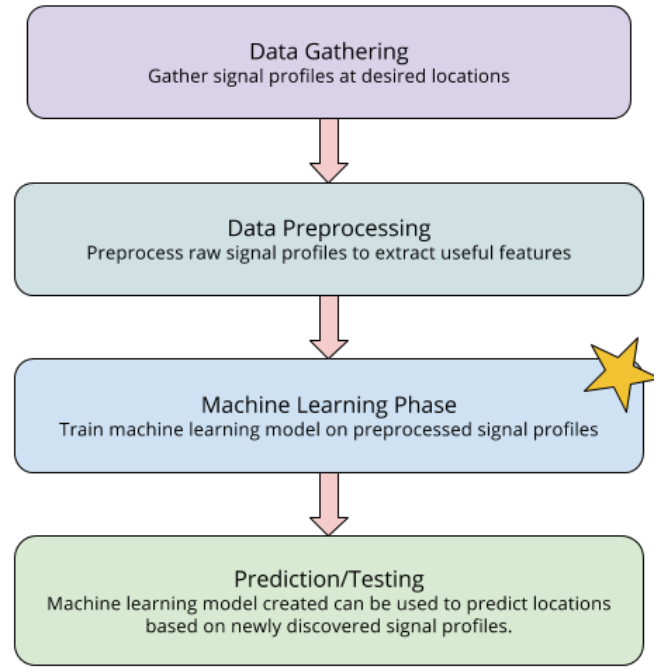 Data Gathering
Gather signal profiles at desired locations
Data Preprocessing
Preprocess raw signal profiles to extract useful features
Machine Learning Phase
Train machine learning model on preprocessed signal profiles
Prediction/Testing
Machine learning model created can be used to predict locations
based on newly discovered signal profiles.